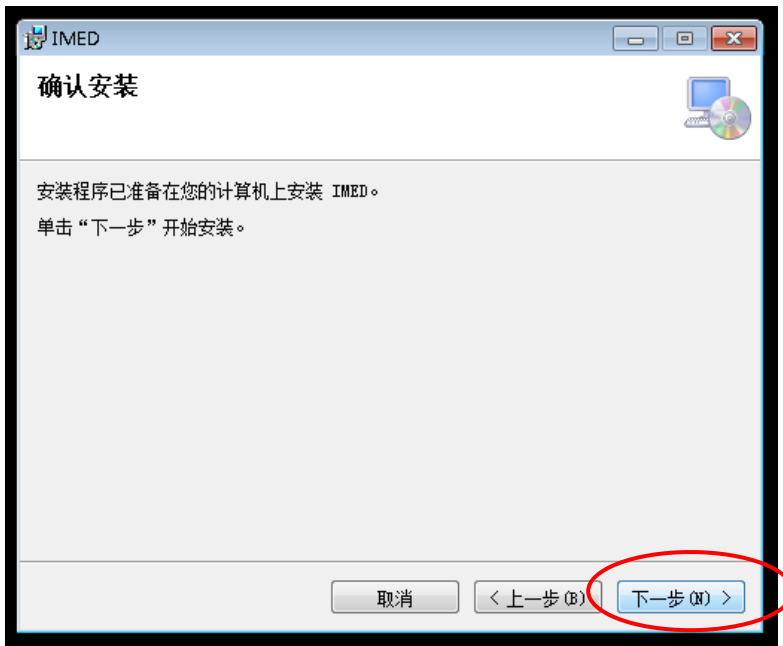 IMED
确认安装
安装程序已准备在您的计算机上安装 IMED。
单击“下一步”开始安装。
取消
< 上一步(B)
下一步(N) >